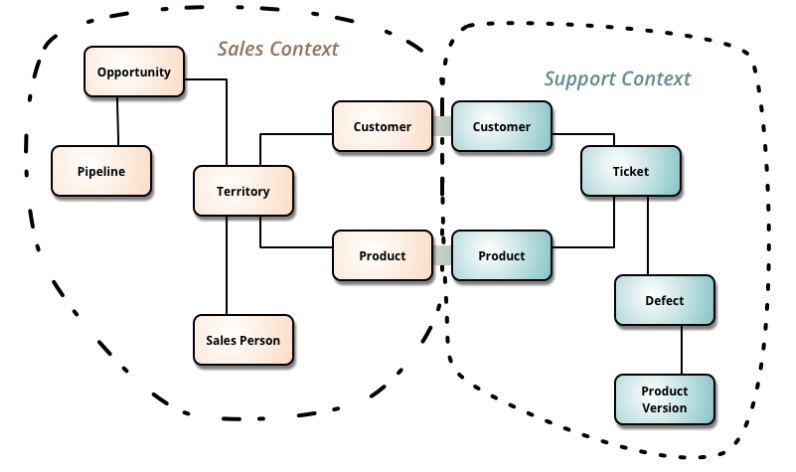 Sales Context
Support Context
Opportunity
Customer
Customer
Pipeline
Ticket
Territory
Product
Product
Defect
Sales Person
Product
Version